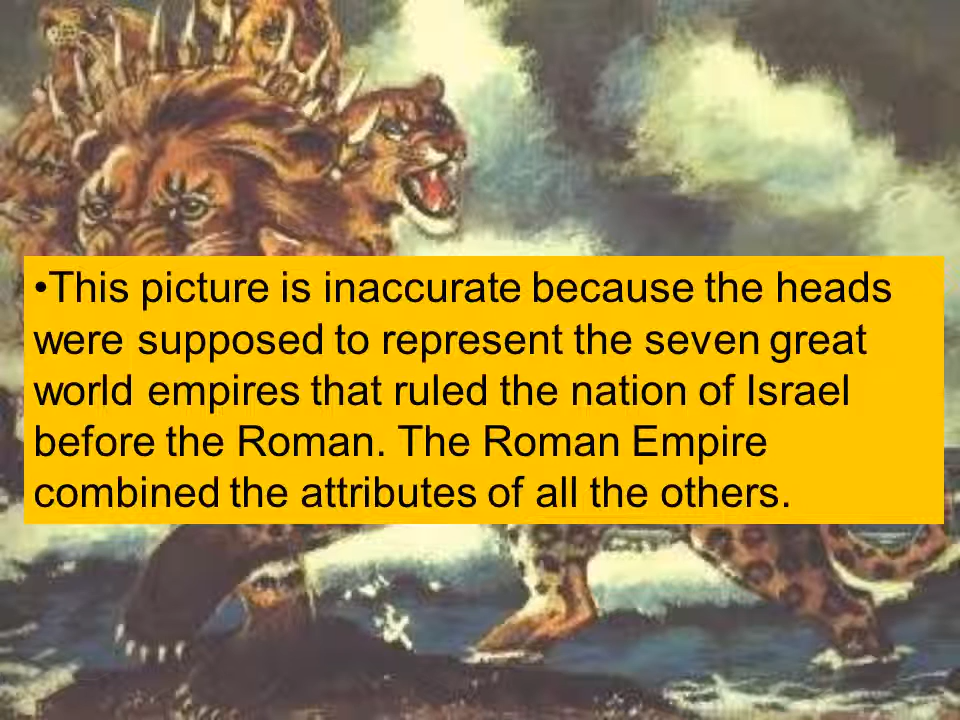 •This picture is inaccurate because the heads
were supposed to represent the seven great
world empires that ruled the nation of Israel
before the Roman. The Roman Empire
combined the attributes of all the others.